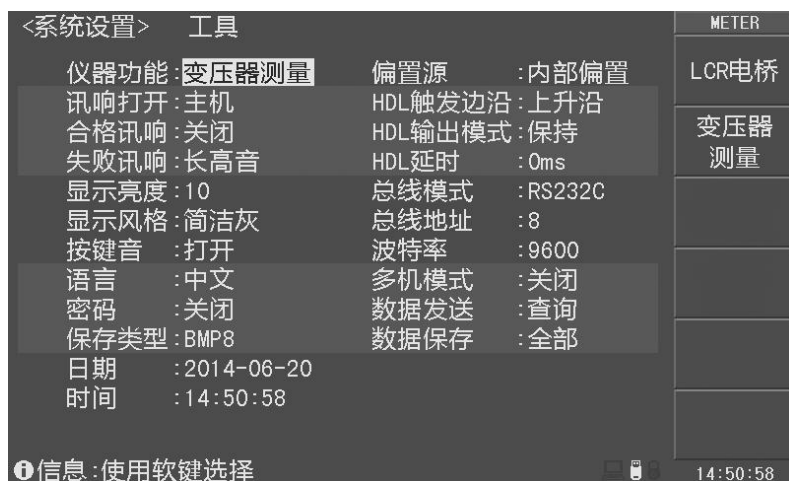 <系统设置> 工具
METER
仪器功能:变压器测量 偏置源 :内部偏置
LCR电桥
讯响打开:主机 HDL触发边沿:上升沿
合格讯响:关闭 HDL输出模式:保持
变压器
测量
失败讯响:长高音 HDL延时 :0ms
显示亮度:10 总线模式 :RS232C
显示风格:简洁灰 总线地址 :8
按键音 :打开 波特率 :9600
语言 :中文 多机模式 :关闭
密码 :关闭 数据发送 :查询
保存类型:BMP8 数据保存 :全部
日期 :2014-06-20
时间 :14:50:58
信息:使用软键选择
14:50:58